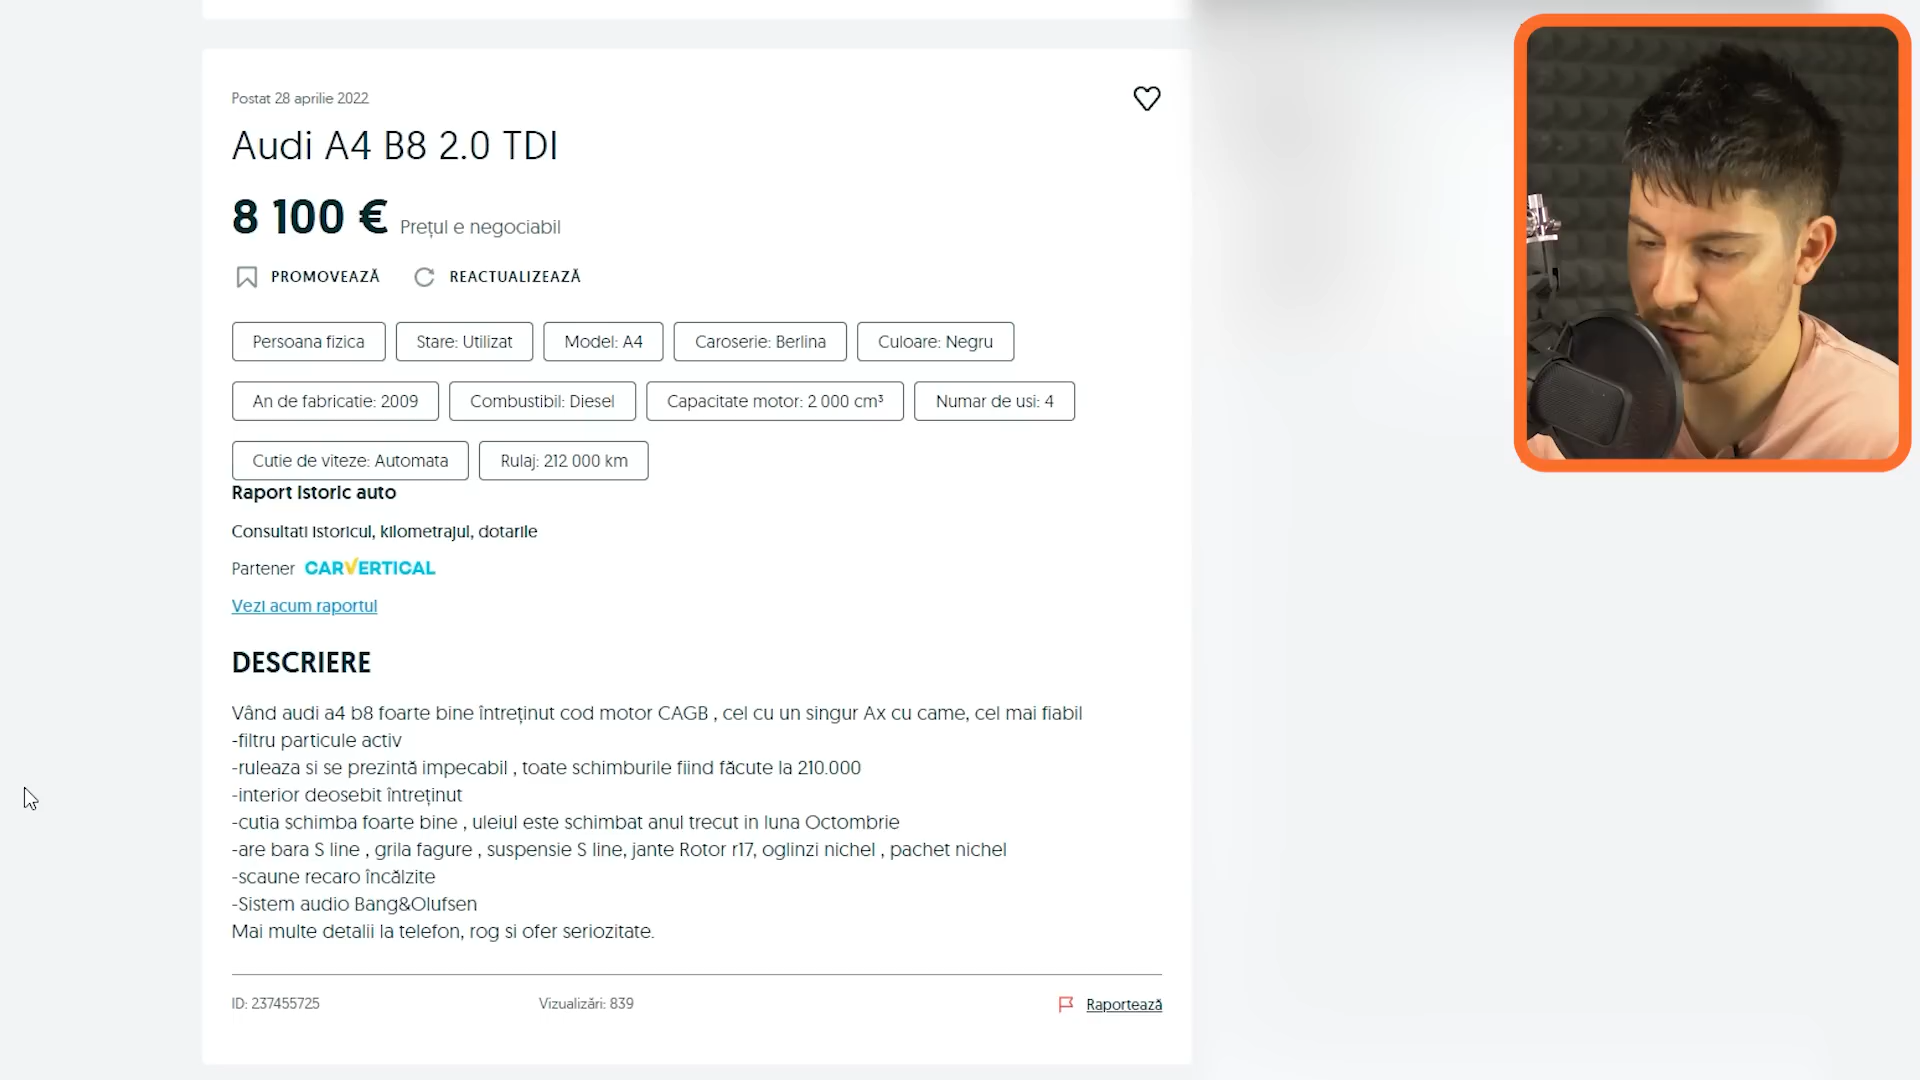 Postat 28 aprilie 2022
Audi A4 B8 2.0 TDI
8 100 € Prețul e negociabil
PROMOVEAZĂ REACTUALIZEAZĂ
Persoana fizica Stare: Utilizat Model: A4 Caroserie: Berlina Culoare: Negru
An de fabricatie: 2009 Combustibil: Diesel Capacitate motor: 2 000 cm³ Numar de usi: 4
Cutie de viteze: Automata Rulaj: 212 000 km
Raport istoric auto
Consultati istoricul, kilometrajul, dotarile
Partener CARVERTICAL
Vezi acum raportul
DESCRIERE
Vând audi a4 b8 foarte bine întreținut cod motor CAGB , cel cu un singur Ax cu came, cel mai fiabil
-filtru particule activ
-ruleaza si se prezintă impecabil , toate schimburile fiind făcute la 210.000
-interior deosebit întreținut
-cutia schimba foarte bine , uleiul este schimbat anul trecut in luna Octombrie
-are bara S line , grila fagure , suspensie S line, jante Rotor r17, oglinzi nichel , pachet nichel
-scaune recaro încălzite
-Sistem audio Bang&Olufsen
Mai multe detalii la telefon, rog si ofer seriozitate.
ID: 237455725 Vizualizări: 839 Raportează